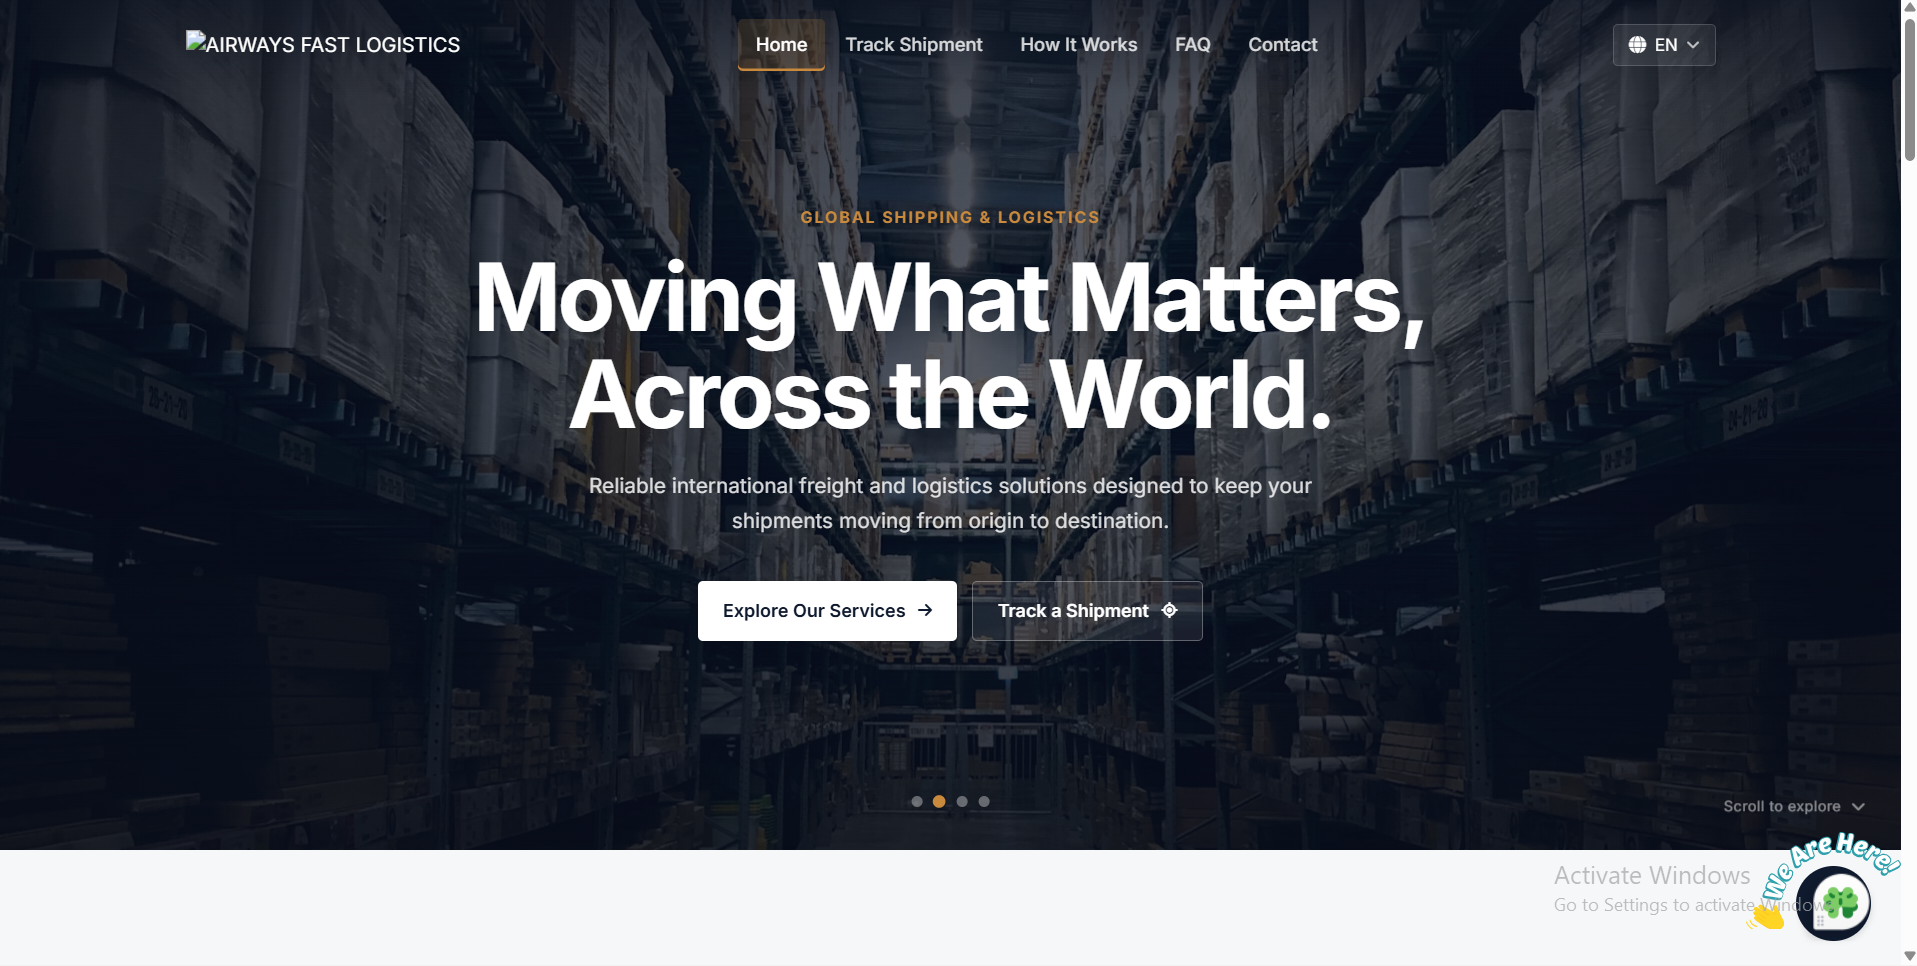 AIRWAYS FAST LOGISTICS
Home
Track Shipment
How It Works
FAQ
Contact
EN
GLOBAL SHIPPING & LOGISTICS
Moving What Matters,
Across the World.
Reliable international freight and logistics solutions designed to keep your
shipments moving from origin to destination.
Explore Our Services
Track a Shipment
Scroll to explore
We Are Here!
Activate Windows
Go to Settings to activate Windows.